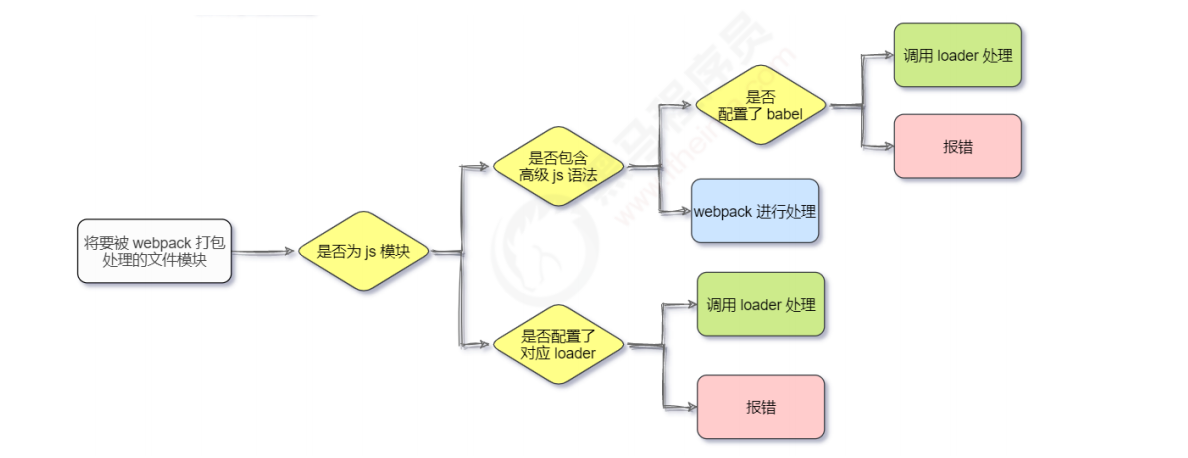 是否
配置了 babel
调用 loader 处理
报错
是否包含
高级 js 语法
webpack 进行处理
将要被 webpack 打包
处理的文件模块
是否为 js 模块
是否配置了
对应 loader
调用 loader 处理
报错
黑马程序员
www.itheima.com